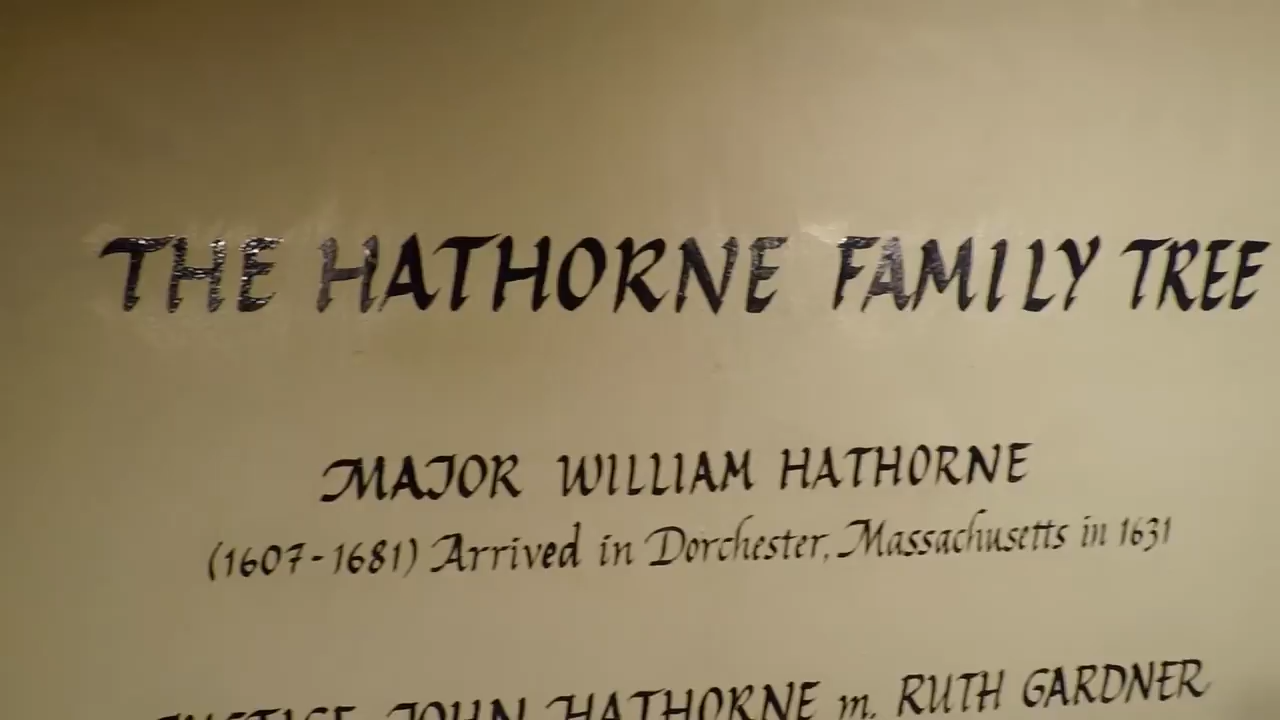 THE HATHORNE FAMILY TREE
MAJOR WILLIAM HATHORNE
(1607-1681) Arrived in Dorchester, Massachusetts in 1631
JUSTICE JOHN HATHORNE m. RUTH GARDNER